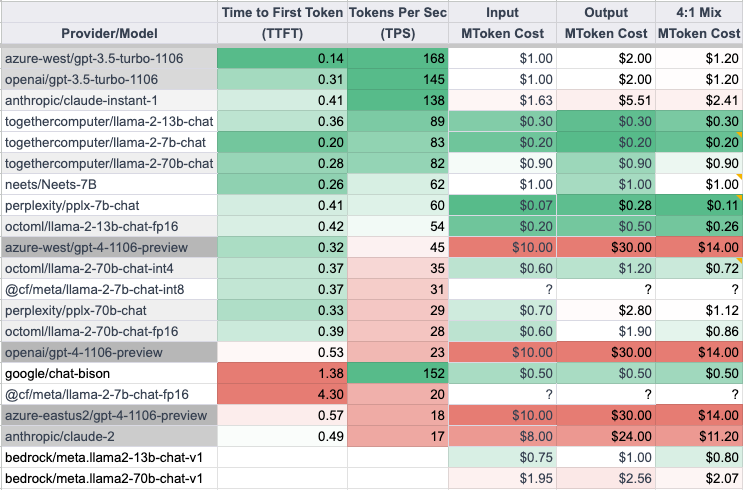 Time to First Token Tokens Per Sec Input Output 4:1 Mix
Provider/Model (TTFT) (TPS) MToken Cost MToken Cost MToken Cost
azure-west/gpt-3.5-turbo-1106 0.14 168 $1.00 $2.00 $1.20
openai/gpt-3.5-turbo-1106 0.31 145 $1.00 $2.00 $1.20
anthropic/claude-instant-1 0.41 138 $1.63 $5.51 $2.41
togethercomputer/llama-2-13b-chat 0.36 89 $0.30 $0.30 $0.30
togethercomputer/llama-2-7b-chat 0.20 83 $0.20 $0.20 $0.20
togethercomputer/llama-2-70b-chat 0.28 82 $0.90 $0.90 $0.90
neets/Neets-7B 0.26 62 $1.00 $1.00 $1.00
perplexity/pplx-7b-chat 0.41 60 $0.07 $0.28 $0.11
octoml/llama-2-13b-chat-fp16 0.42 54 $0.20 $0.50 $0.26
azure-west/gpt-4-1106-preview 0.32 45 $10.00 $30.00 $14.00
octoml/llama-2-70b-chat-int4 0.37 35 $0.60 $1.20 $0.72
@cf/meta/llama-2-7b-chat-int8 0.37 31 ? ? ?
perplexity/pplx-70b-chat 0.33 29 $0.70 $2.80 $1.12
octoml/llama-2-70b-chat-fp16 0.39 28 $0.60 $1.90 $0.86
openai/gpt-4-1106-preview 0.53 23 $10.00 $30.00 $14.00
google/chat-bison 1.38 152 $0.50 $0.50 $0.50
@cf/meta/llama-2-7b-chat-fp16 4.30 20 ? ? ?
azure-eastus2/gpt-4-1106-preview 0.57 18 $10.00 $30.00 $14.00
anthropic/claude-2 0.49 17 $8.00 $24.00 $11.20
bedrock/meta.llama2-13b-chat-v1 $0.75 $1.00 $0.80
bedrock/meta.llama2-70b-chat-v1 $1.95 $2.56 $2.07